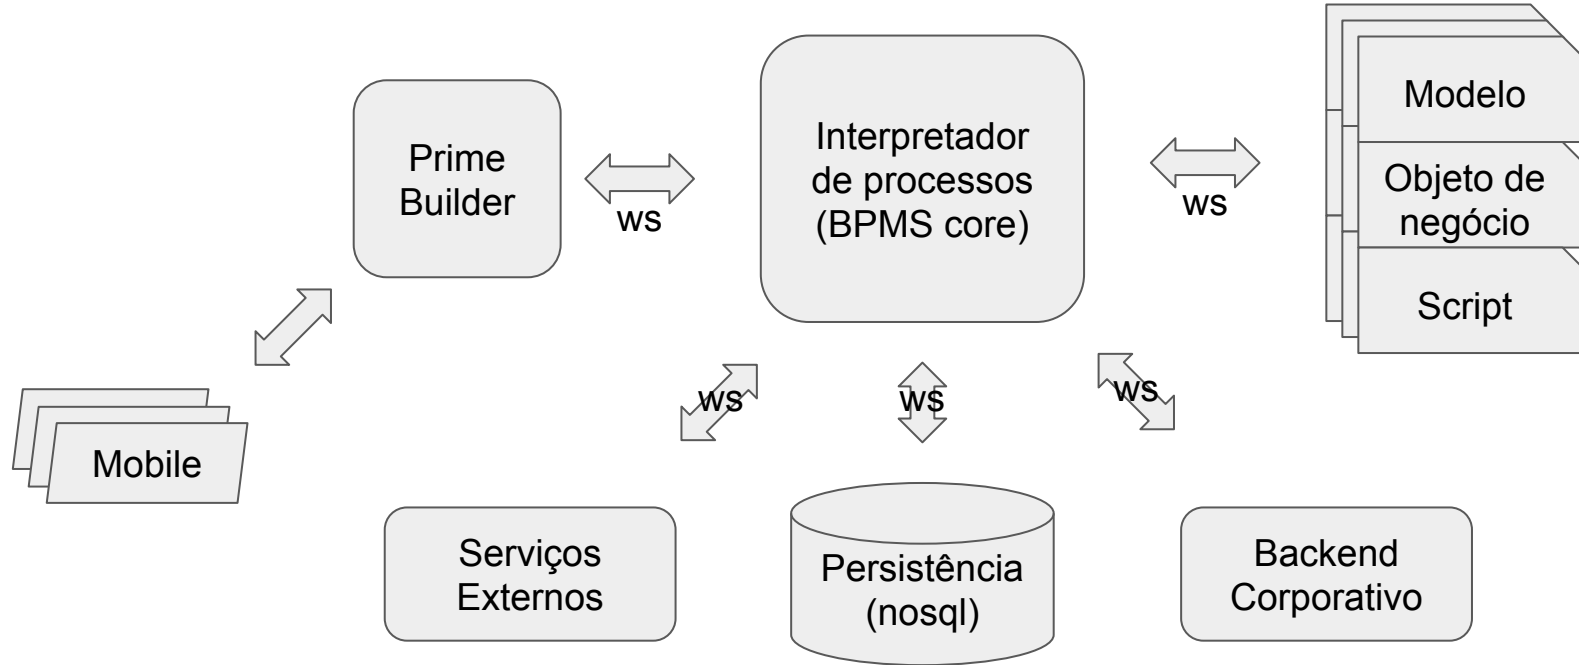 Prime
Builder
ws
Interpretador
de processos
(BPMS core)
ws
Modelo
Objeto de
negócio
Script
Mobile
ws
ws
ws
Serviços
Externos
Persistência
(nosql)
Backend
Corporativo